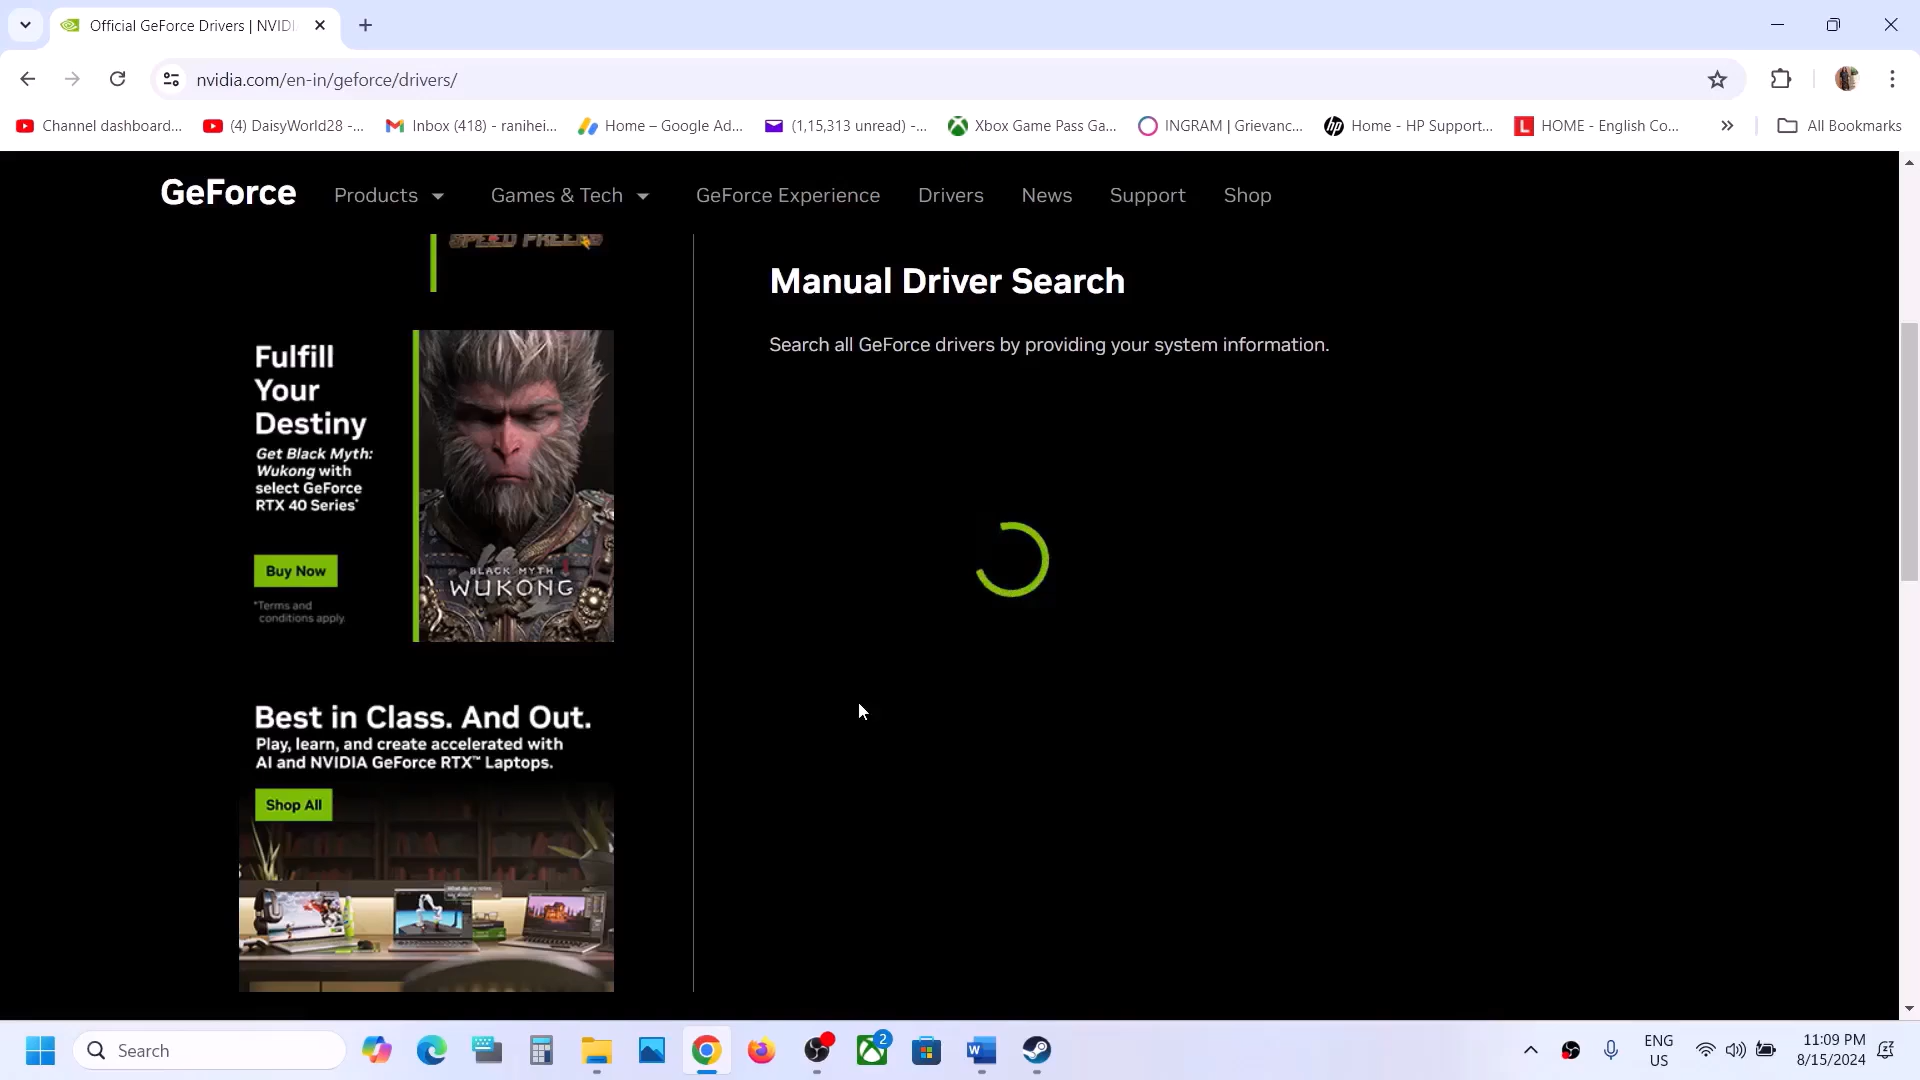 Official GeForce Drivers | NVIDI
nvidia.com/en-in/geforce/drivers/
Channel dashboard...
(4) DaisyWorld28 -...
Inbox (418) - ranihei...
Home – Google Ad...
(1,15,313 unread) -...
Xbox Game Pass Ga...
INGRAM | Grievanc...
Home - HP Support...
HOME - English Co...
All Bookmarks
GeForce
Products
Games & Tech
GeForce Experience
Drivers
News
Support
Shop
SPEED FREEKS
Manual Driver Search
Search all GeForce drivers by providing your system information.
Fulfill
Your
Destiny
Get Black Myth:
Wukong with
select GeForce
RTX 40 Series*
Buy Now
*Terms and
conditions apply.
BLACK MYTH
WUKONG
Best in Class. And Out.
Play, learn, and create accelerated with
AI and NVIDIA GeForce RTX™ Laptops.
Shop All
Search
2
ENG
US
11:09 PM
8/15/2024